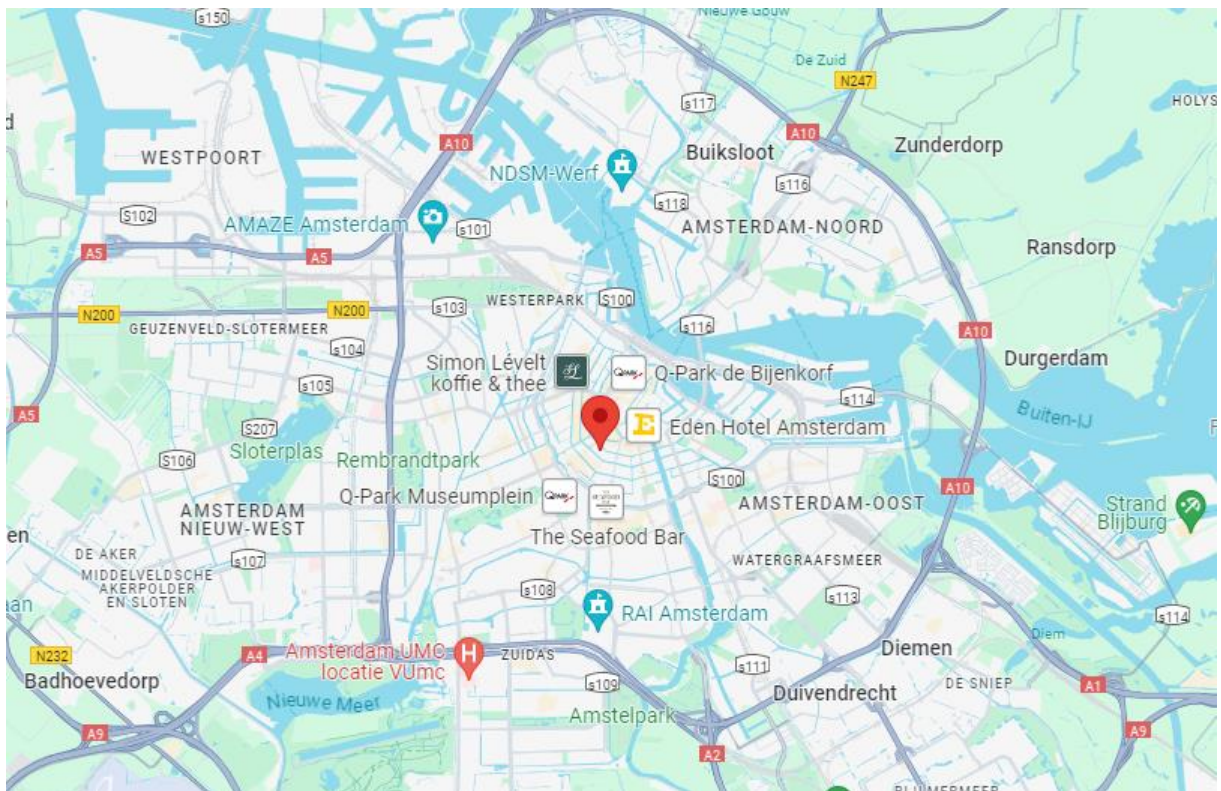 s150
Nieuwe Gouw
De Zuid
N247
s117
HOLYS
A10
A10
Buiksloot
Zunderdorp
WESTPOORT
NDSM-Werf
s116
s118
S102
AMAZE Amsterdam
s101
AMSTERDAM-NOORD
Ransdorp
A5
A5
N200
N200
s103
WESTERPARK
S100
GEUZENVELD-SLOTERMEER
s116
A10
s104
Simon Lévelt
koffie & thee
Q-PARK
Q-Park de Bijenkorf
Durgerdam
s105
s114
A5
E
Eden Hotel Amsterdam
Buiten-IJ
S207
Sloterplas
S106
Rembrandtpark
S100
A10
Q-Park Museumplein
Q-PARK
AMSTERDAM-OOST
Strand
Blijburg
AMSTERDAM
NIEUW-WEST
en
The Seafood Bar
DE AKER
s107
WATERGRAAFSMEER
MIDDELVELDSCHE
AKERPOLDER
EN SLOTEN
s108
s113
aan
RAI Amsterdam
s114
Diem
N232
A4
Amsterdam UMC
locatie VUmc
H
ZUIDAS
Diemen
s111
Badhoevedorp
s109
Duivendrecht
DE SNIEP
A1
Nieuwe Meer
Amstelpark
A9
A2
A9